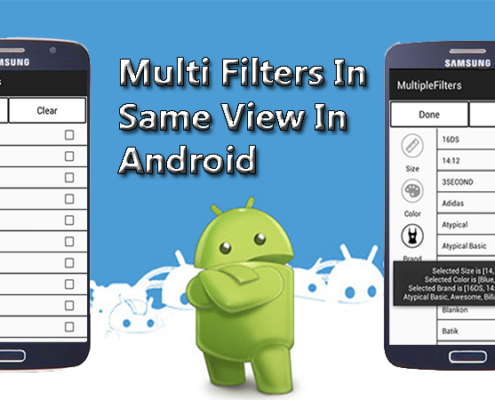 Multi Filters In
Same View In
Android
SAMSUNG
s
Clear
SAMSUNG
MultipleFilters
Done
Size
Color
Brand
16DS
14:12
3SECOND
Adidas
Atypical
Atypical Basic
Selected Size is [14,
Selected Color is [Blue,
Selected Brand is [16DS, 14:
Atypical Basic, Awesome, Billa
Blankon
Batik